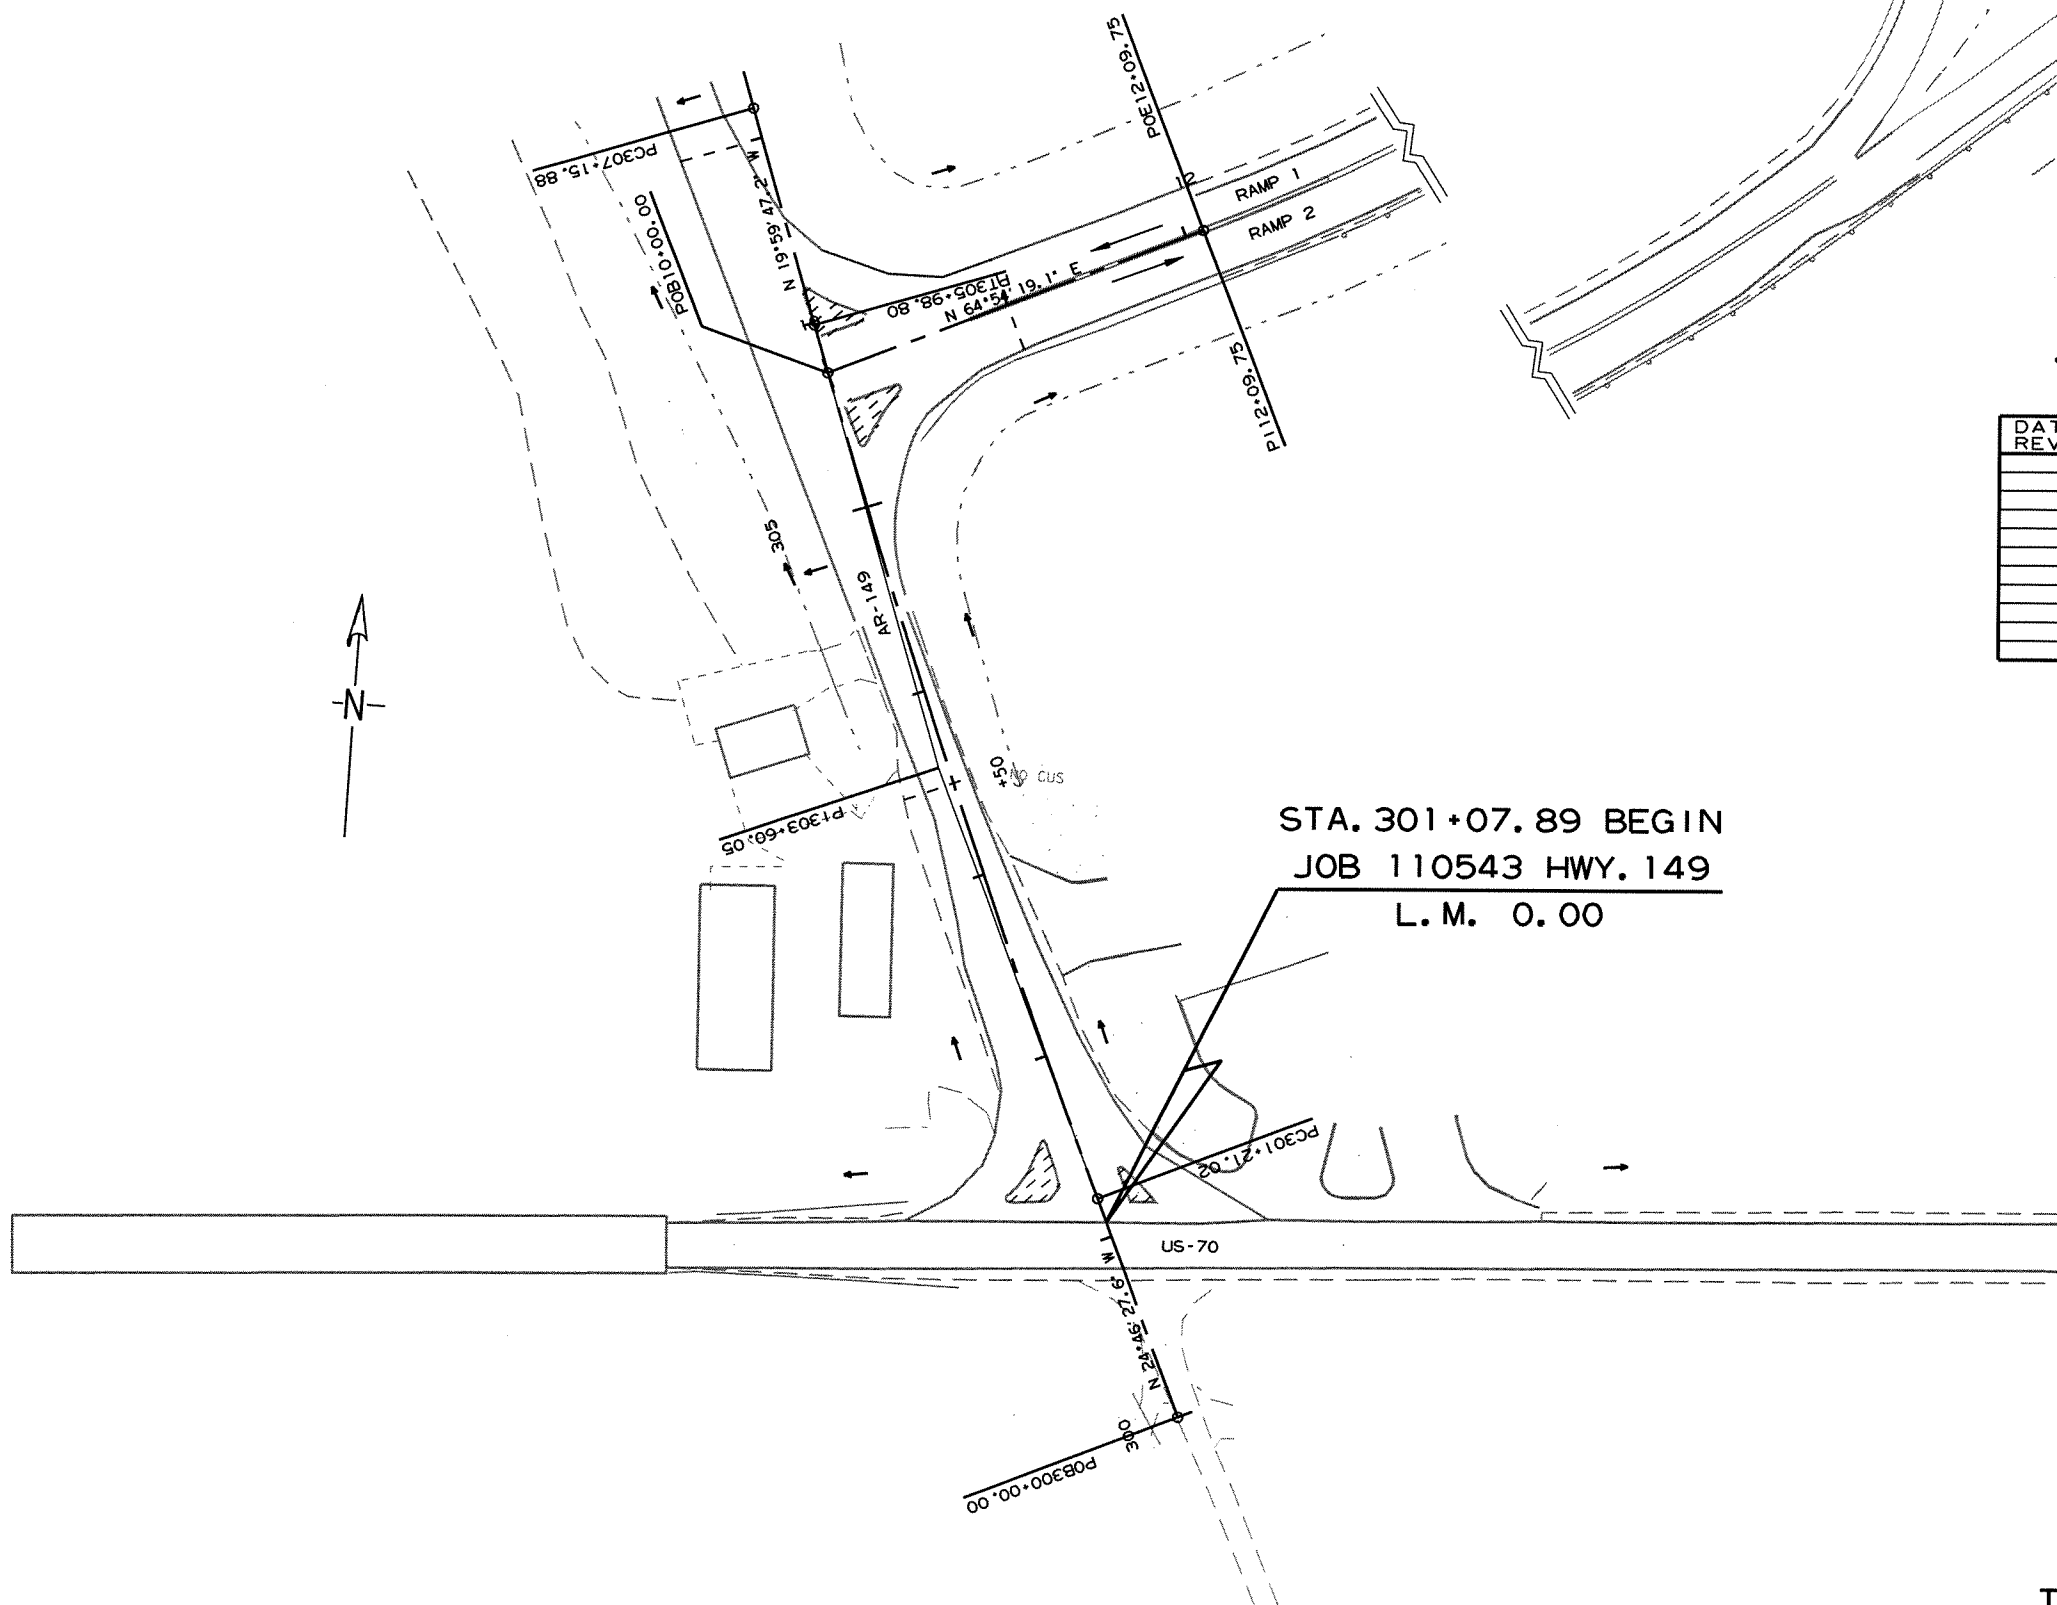 POE12+09.75
PC307+15.88
N 19°59' 47.2" W
POB10+00.00
12
RAMP 1
RAMP 2
PT305+98.80
N 64°54' 19.1" E
PI12+09.75
DAT
REV
305
AR-149
N
+50
NO CUS
PI303+60.05
STA. 301+07.89 BEGIN
JOB 110543 HWY. 149
L.M. 0.00
PC301+21.02
US-70
N 24°46' 27.6" W
300
POB300+00.00